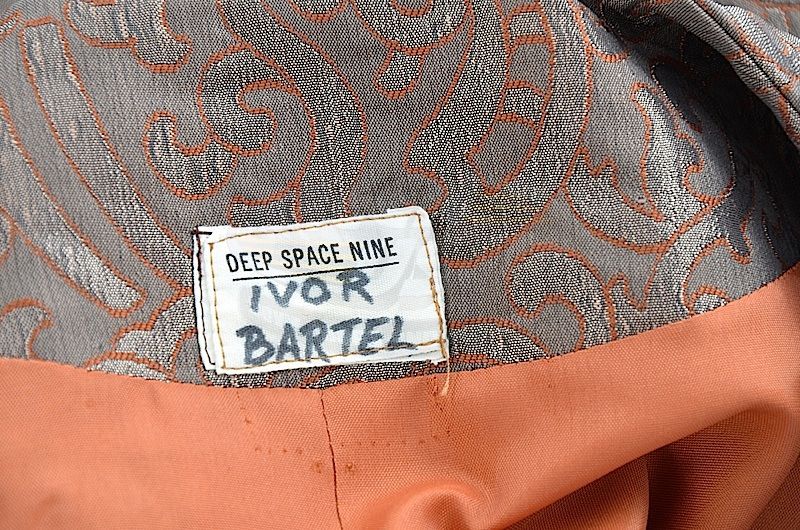 DEEP SPACE NINE
IVOR
BARTEL